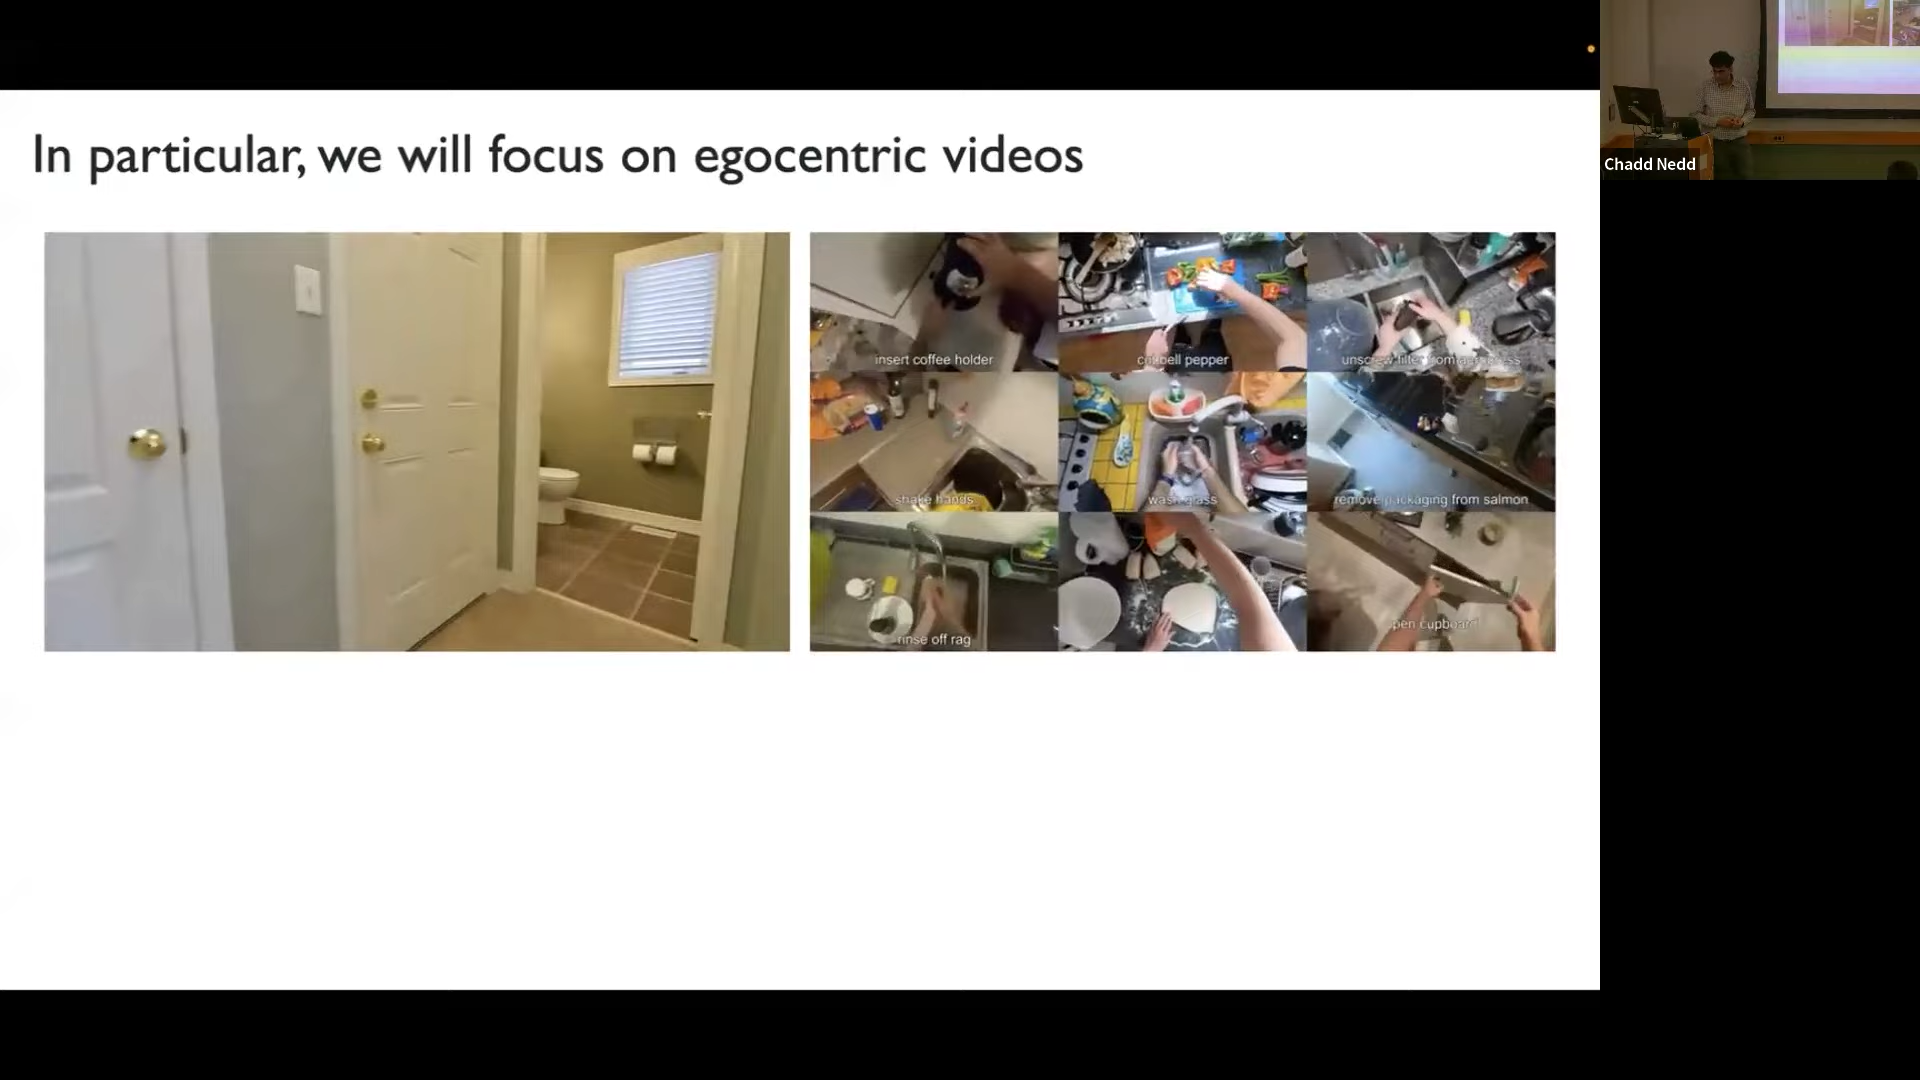 In particular, we will focus on egocentric videos
Chadd Nedd
insert coffee holder
cut bell pepper
unscrew filter from aeropress
shake hands
wash glass
remove packaging from salmon
rinse off rag
open cupboard